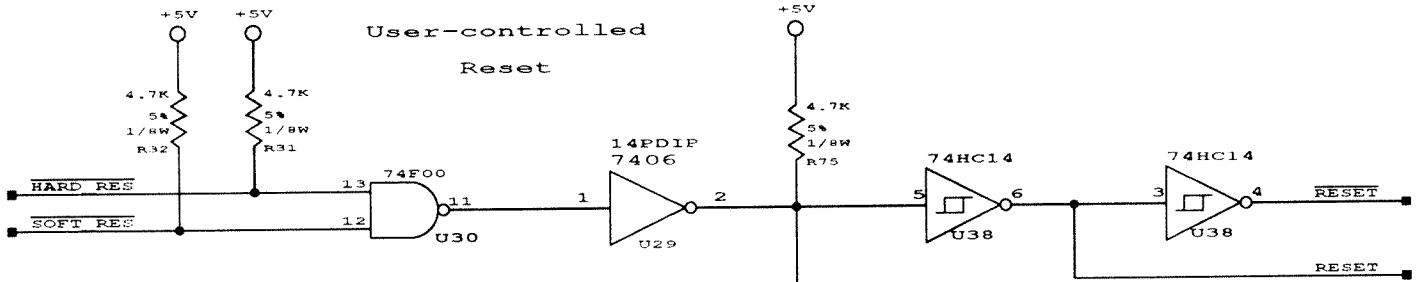 +5V
+5V
+5V
User-controlled
Reset
4.7K
5%
1/8W
R32
4.7K
5%
1/8W
R31
4.7K
5%
1/8W
R75
HARD RES
SOFT RES
13
12
74F00
11
U30
14PDIP
7406
1
2
U29
74HC14
5
6
U38
74HC14
3
4
U38
RESET
RESET